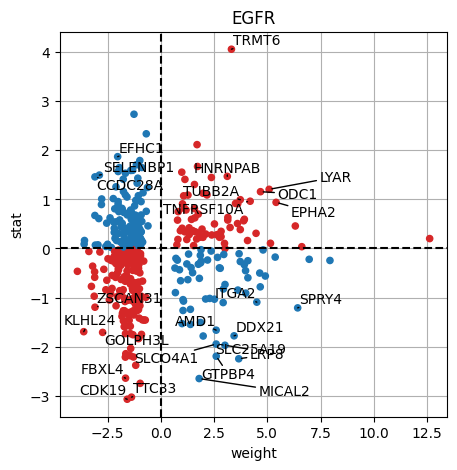 EGFR
TRMT6
EFHC1
SELENBP1
HNRNPAB
LYAR
CCDC28A
TUBB2A
ODC1
TNFRSF10A
EPHA2
ZSCAN31
ITGA2
SPRY4
KLHL24
AMD1
DDX21
GOLPH3L
SLC25A19
SLCO4A1
LRP8
FBXL4
GTPBP4
CDK19
TTC33
MICAL2
stat
4
3
2
1
0
−1
−2
−3
−2.5
0.0
2.5
5.0
7.5
10.0
12.5
weight